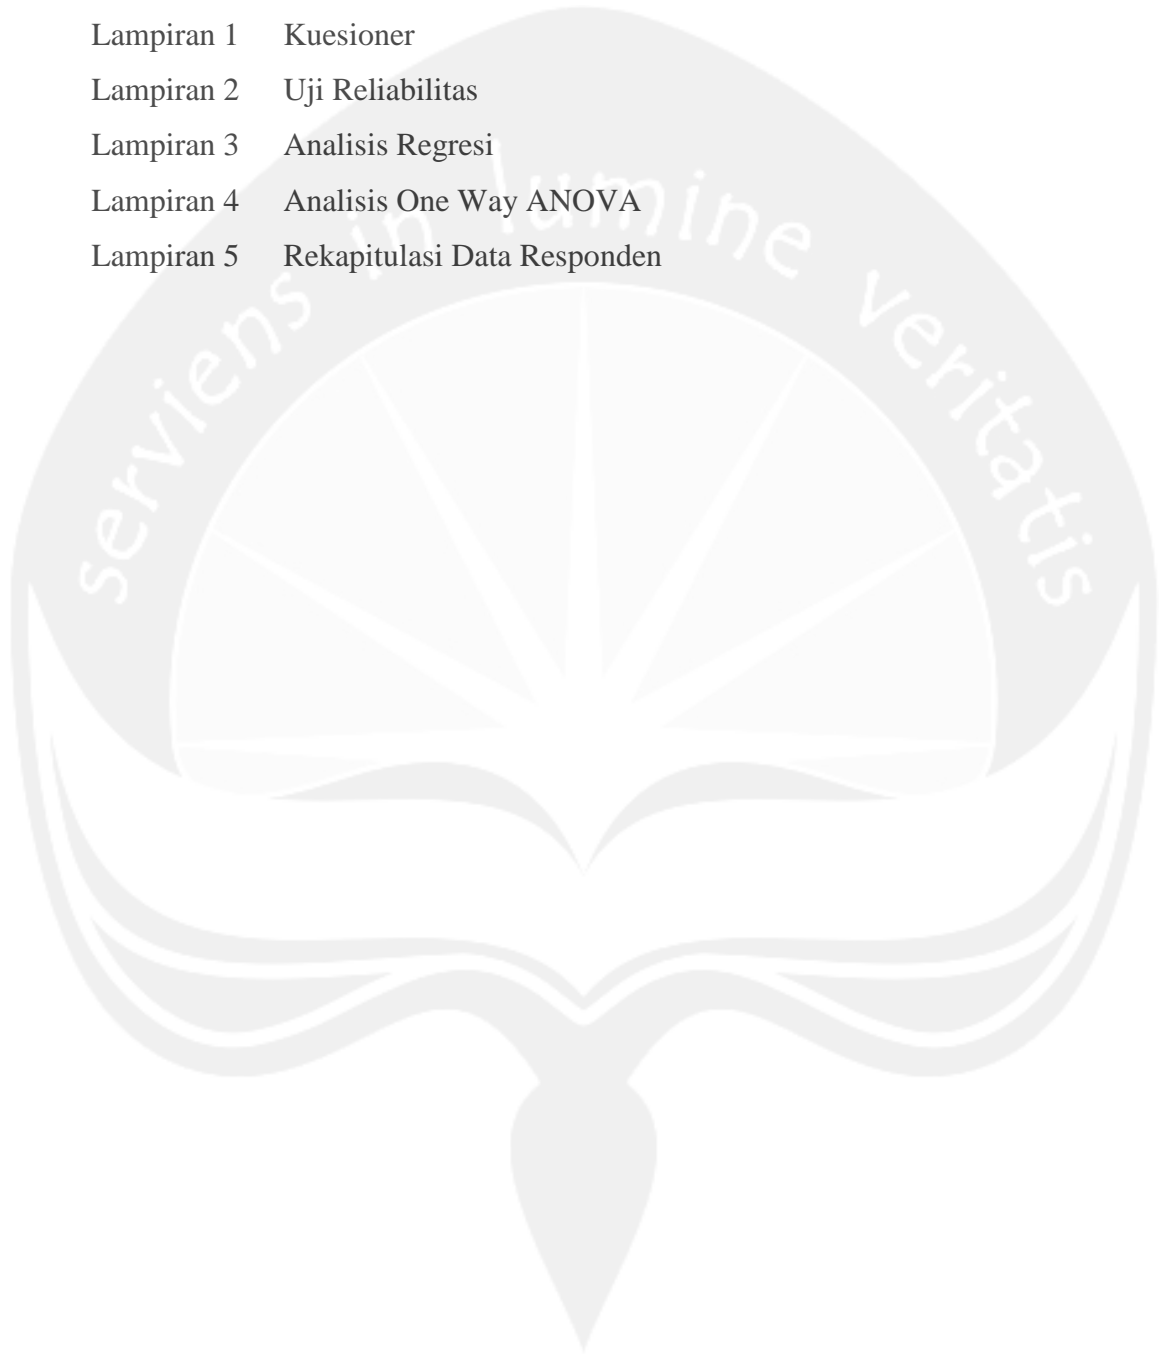 Lampiran 1 Kuesioner
Lampiran 2 Uji Reliabilitas
Lampiran 3 Analisis Regresi
Lampiran 4 Analisis One Way ANOVA
Lampiran 5 Rekapitulasi Data Responden
serviens in lumine veritatis